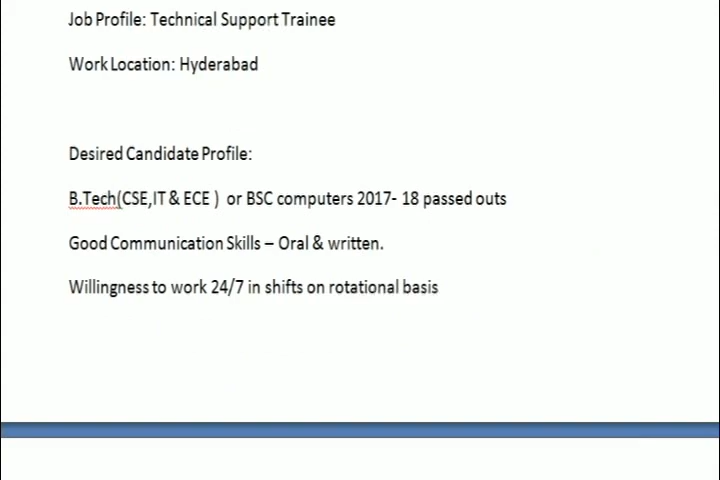 Job Profile: Technical Support Trainee
Work Location: Hyderabad
Desired Candidate Profile:
B.Tech(CSE,IT & ECE ) or BSC computers 2017- 18 passed outs
Good Communication Skills – Oral & written.
Willingness to work 24/7 in shifts on rotational basis